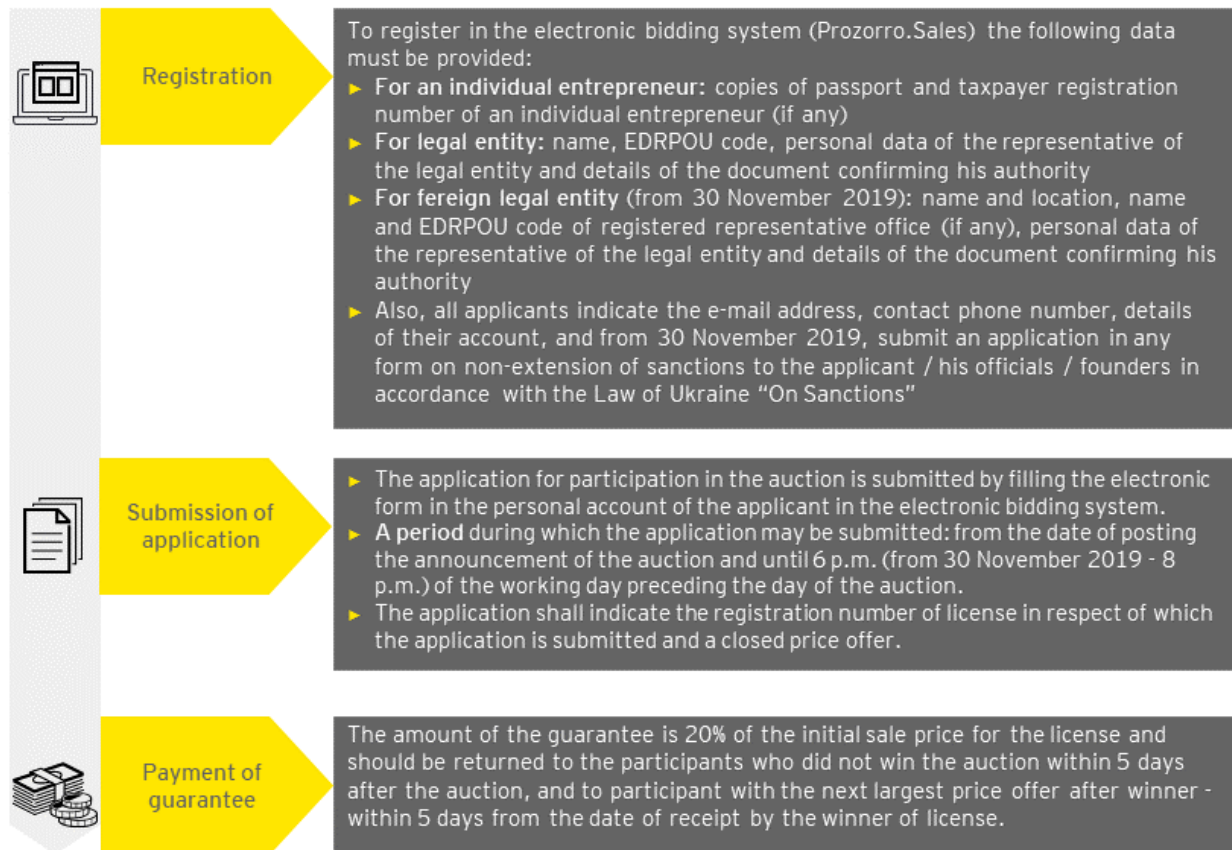 Registration
To register in the electronic bidding system (Prozorro.Sales) the following data
must be provided:
► For an individual entrepreneur: copies of passport and taxpayer registration
number of an individual entrepreneur (if any)
► For legal entity: name, EDRPOU code, personal data of the representative of
the legal entity and details of the document confirming his authority
► For fereign legal entity (from 30 November 2019): name and location, name
and EDRPOU code of registered representative office (if any), personal data of
the representative of the legal entity and details of the document confirming his
authority
► Also, all applicants indicate the e-mail address, contact phone number, details
of their account, and from 30 November 2019, submit an application in any
form on non-extension of sanctions to the applicant / his officials / founders in
accordance with the Law of Ukraine “On Sanctions”
Submission of
application
► The application for participation in the auction is submitted by filling the electronic
form in the personal account of the applicant in the electronic bidding system.
► A period during which the application may be submitted: from the date of posting
the announcement of the auction and until 6 p.m. (from 30 November 2019 - 8
p.m.) of the working day preceding the day of the auction.
► The application shall indicate the registration number of license in respect of which
the application is submitted and a closed price offer.
Payment of
guarantee
The amount of the guarantee is 20% of the initial sale price for the license and
should be returned to the participants who did not win the auction within 5 days
after the auction, and to participant with the next largest price offer after winner -
within 5 days from the date of receipt by the winner of license.